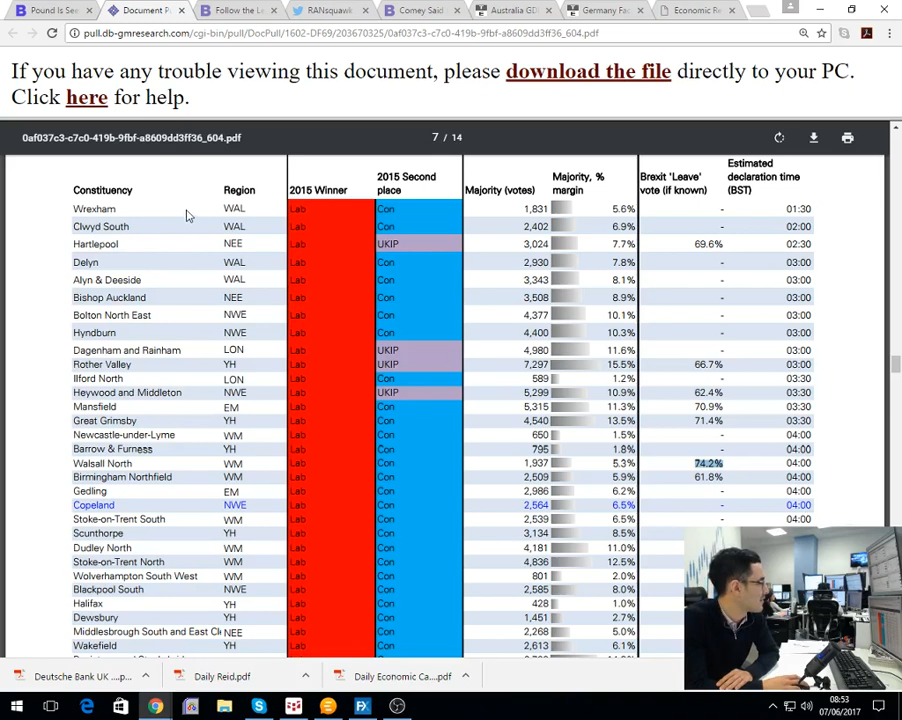 Pound Is See
Document P
Follow the Le
RANsquawk
Comey Said
Australia GD
Germany Fac
Economic Re
pull.db-gmresearch.com/cgi-bin/pull/DocPull/1602-DF69/203670325/0af037c3-c7c0-419b-9fbf-a8609dd3ff36_604.pdf
If you have any trouble viewing this document, please download the file directly to your PC.
Click here for help.
0af037c3-c7c0-419b-9fbf-a8609dd3ff36_604.pdf 7 / 14
Constituency Region 2015 Winner 2015 Second place Majority (votes) Majority, % margin Brexit 'Leave' vote (if known) Estimated declaration time (BST)
Wrexham WAL Lab Con 1,831 5.6% - 01:30
Clwyd South WAL Lab Con 2,402 6.9% - 02:00
Hartlepool NEE Lab UKIP 3,024 7.7% 69.6% 02:30
Delyn WAL Lab Con 2,930 7.8% - 03:00
Alyn & Deeside WAL Lab Con 3,343 8.1% - 03:00
Bishop Auckland NEE Lab Con 3,508 8.9% - 03:00
Bolton North East NWE Lab Con 4,377 10.1% - 03:00
Hyndburn NWE Lab Con 4,400 10.3% - 03:00
Dagenham and Rainham LON Lab UKIP 4,980 11.6% - 03:00
Rother Valley YH Lab UKIP 7,297 15.5% 66.7% 03:00
Ilford North LON Lab Con 589 1.2% - 03:30
Heywood and Middleton NWE Lab UKIP 5,299 10.9% 62.4% 03:30
Mansfield EM Lab Con 5,315 11.3% 70.9% 03:30
Great Grimsby YH Lab Con 4,540 13.5% 71.4% 03:30
Newcastle-under-Lyme WM Lab Con 650 1.5% - 04:00
Barrow & Furness YH Lab Con 795 1.8% - 04:00
Walsall North WM Lab Con 1,937 5.3% 74.2% 04:00
Birmingham Northfield WM Lab Con 2,509 5.9% 61.8% 04:00
Gedling EM Lab Con 2,986 6.2% - 04:00
Copeland NWE Lab Con 2,564 6.5% - 04:00
Stoke-on-Trent South WM Lab Con 2,539 6.5% - 04:00
Scunthorpe YH Lab Con 3,134 8.5%
Dudley North WM Lab Con 4,181 11.0%
Stoke-on-Trent North WM Lab Con 4,836 12.5%
Wolverhampton South West WM Lab Con 801 2.0%
Blackpool South NWE Lab Con 2,585 8.0%
Halifax YH Lab Con 428 1.0%
Dewsbury YH Lab Con 1,451 2.7%
Middlesbrough South and East Cl NEE Lab Con 2,268 5.0%
Wakefield YH Lab Con 2,613 6.1%
Deutsche Bank UK ....p...
Daily Reid.pdf
Daily Economic Ca....pdf
08:53
07/06/2017